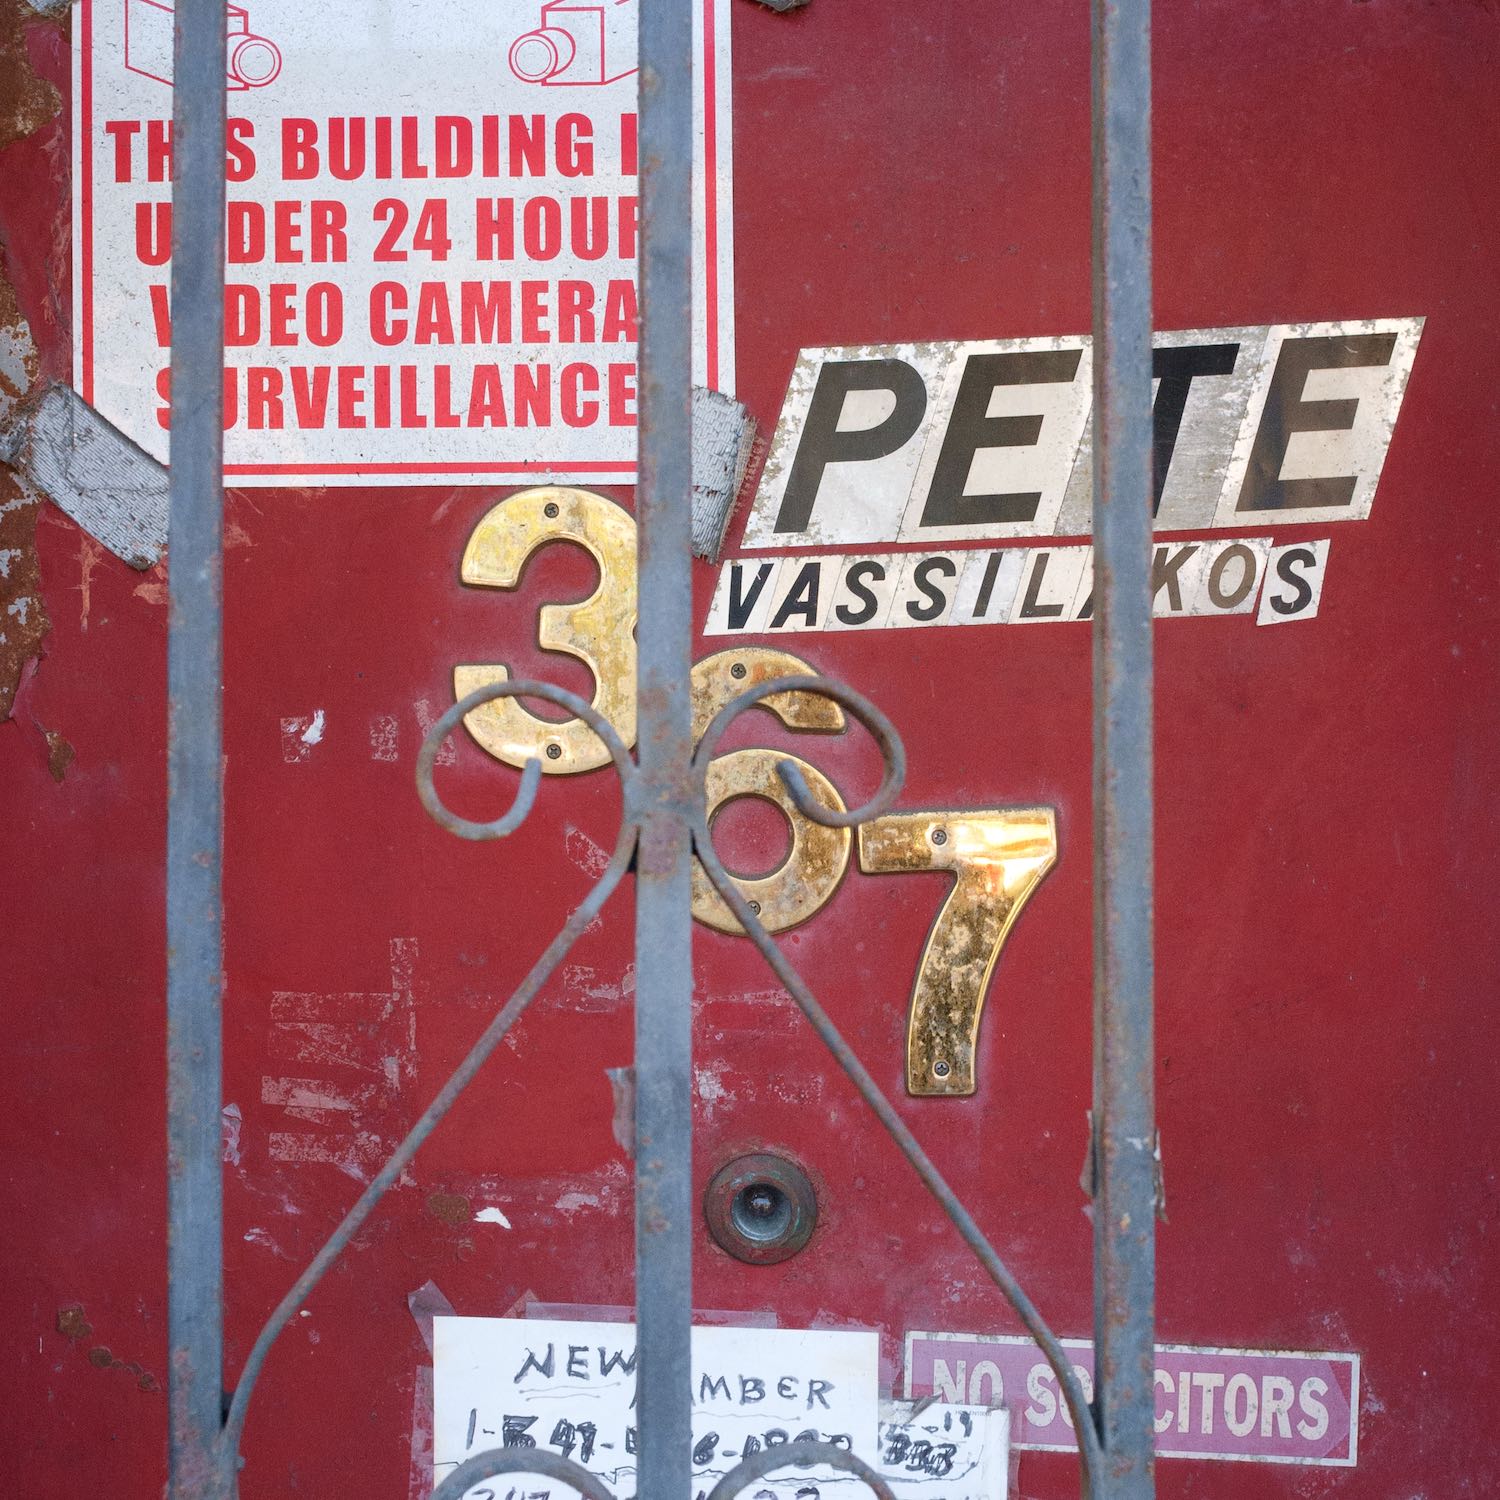 THIS BUILDING IS
UNDER 24 HOUR
VIDEO CAMERA
SURVEILLANCE
PETE
VASSILAKOS
367
NEW NUMBER
NO SOLICITORS